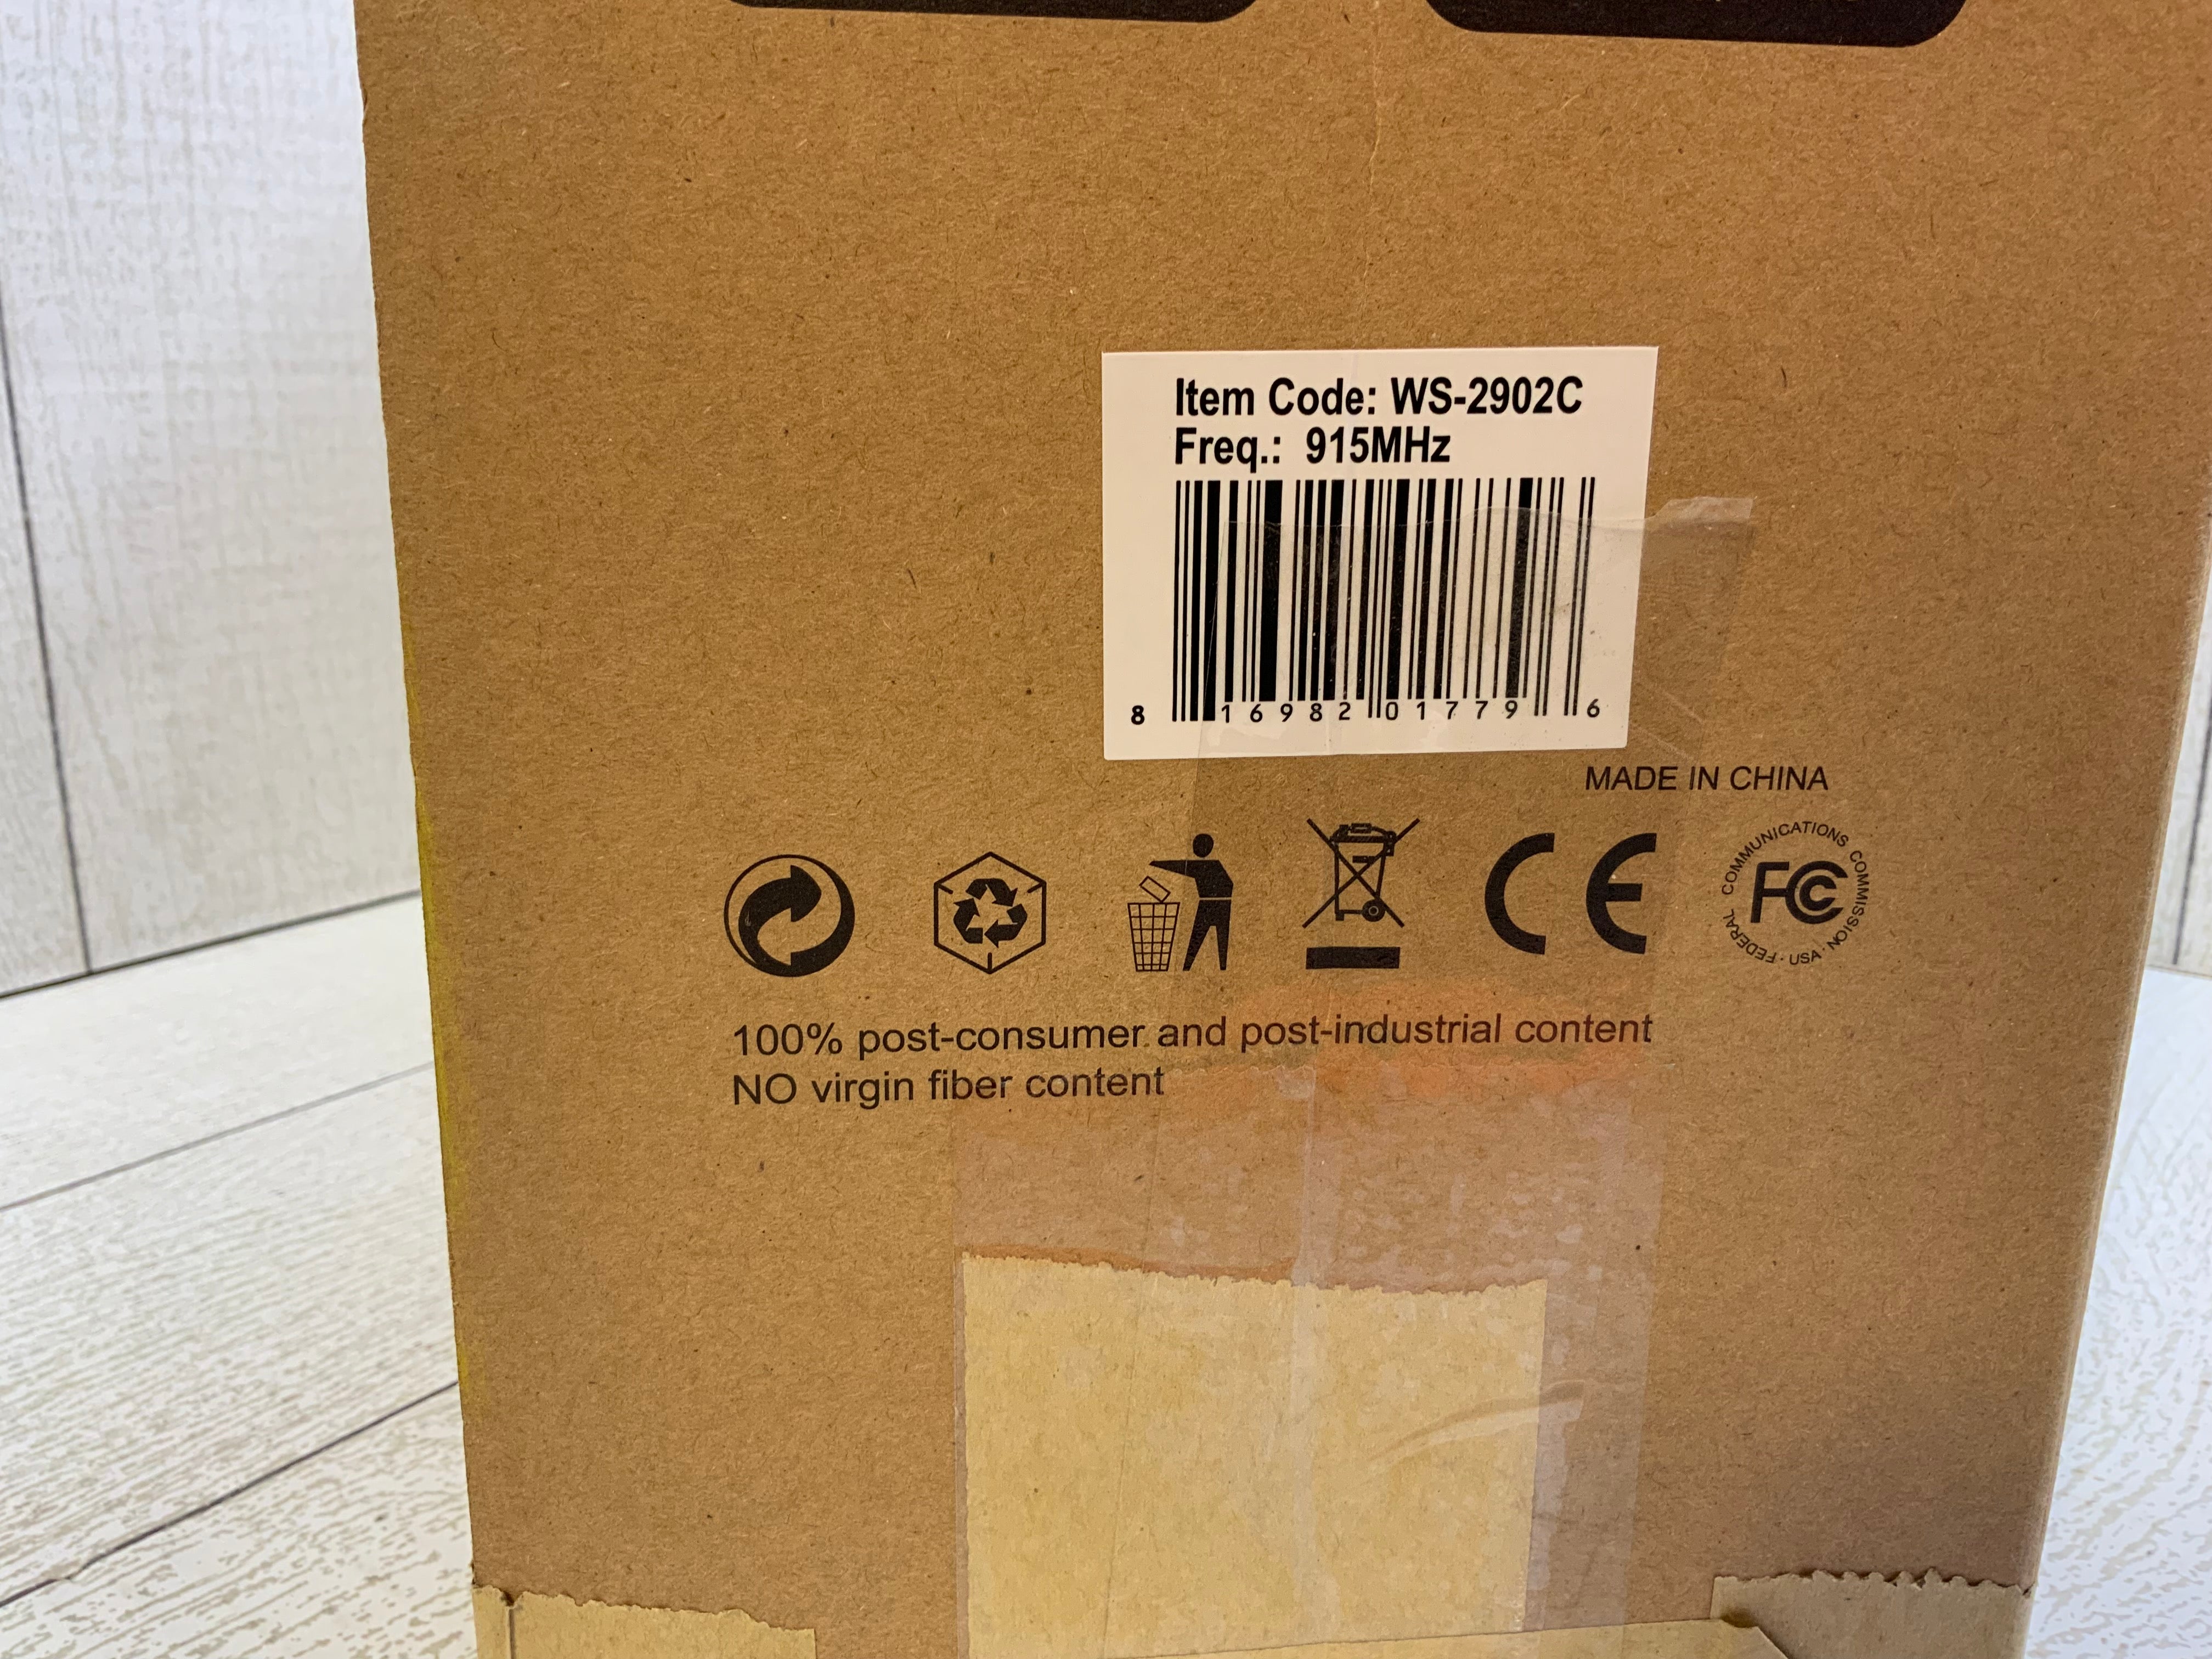 Item Code: WS-2902C
Freq.: 915MHz
8 16982 01779 6
MADE IN CHINA
CE
FCC
FEDERAL COMMUNICATIONS COMMISSION · USA ·
100% post-consumer and post-industrial content
NO virgin fiber content